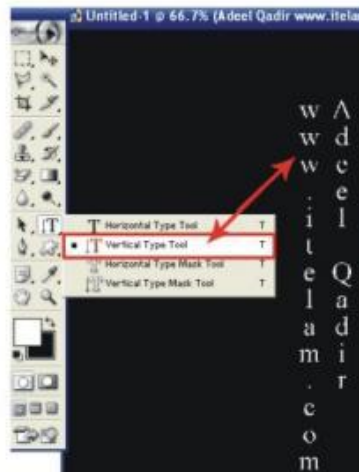 Untitled-1 @ 66.7% (Adeel Qadir www.itela
T Horizontal Type Tool T
T Vertical Type Tool T
T Horizontal Type Mask Tool T
T Vertical Type Mask Tool T
Adeel Qadir
www.itelam.com